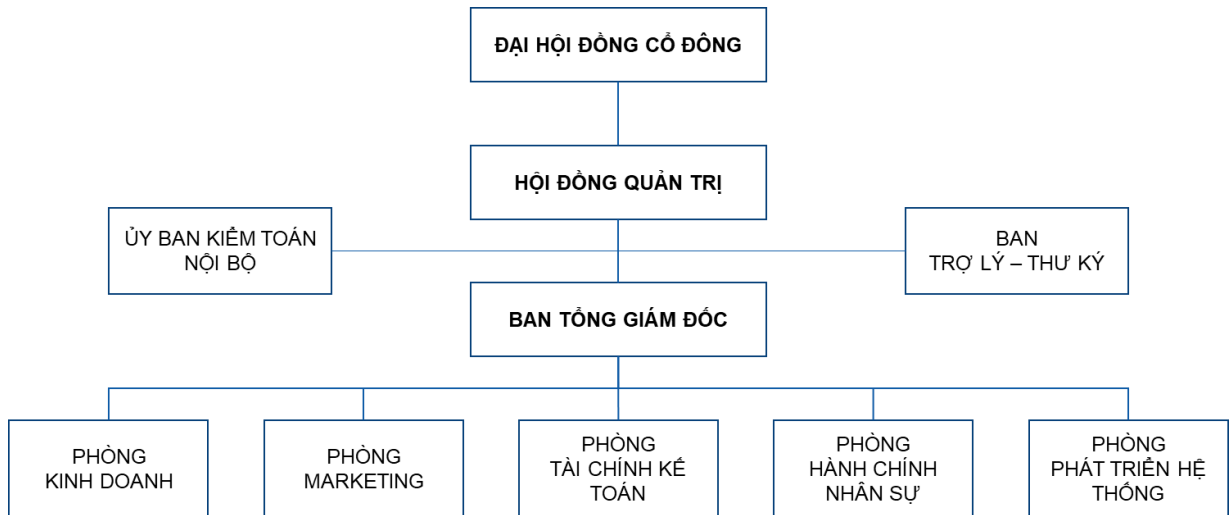 ĐẠI HỘI ĐỒNG CỔ ĐÔNG
HỘI ĐỒNG QUẢN TRỊ
ỦY BAN KIỂM TOÁN
NỘI BỘ
BAN
TRỢ LÝ – THƯ KÝ
BAN TỔNG GIÁM ĐỐC
PHÒNG
KINH DOANH
PHÒNG
MARKETING
PHÒNG
TÀI CHÍNH KẾ
TOÁN
PHÒNG
HÀNH CHÍNH
NHÂN SỰ
PHÒNG
PHÁT TRIỂN HỆ
THỐNG